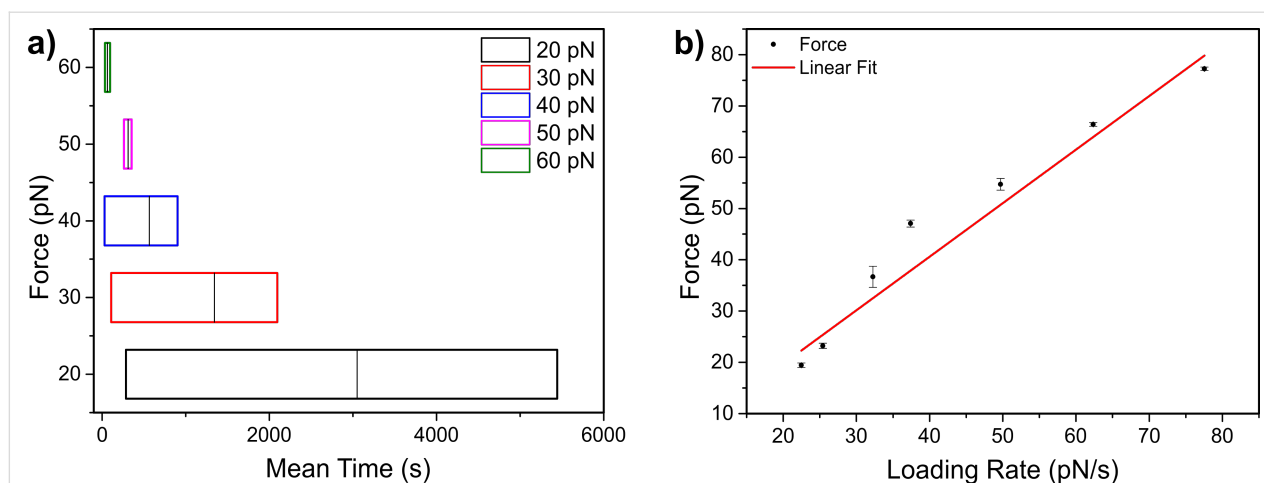 a)
20 pN
30 pN
40 pN
50 pN
60 pN
Force (pN)
60
50
40
30
20
0 2000 4000 6000
Mean Time (s)
b)
Force
Linear Fit
Force (pN)
80
70
60
50
40
30
20
10
20 30 40 50 60 70 80
Loading Rate (pN/s)